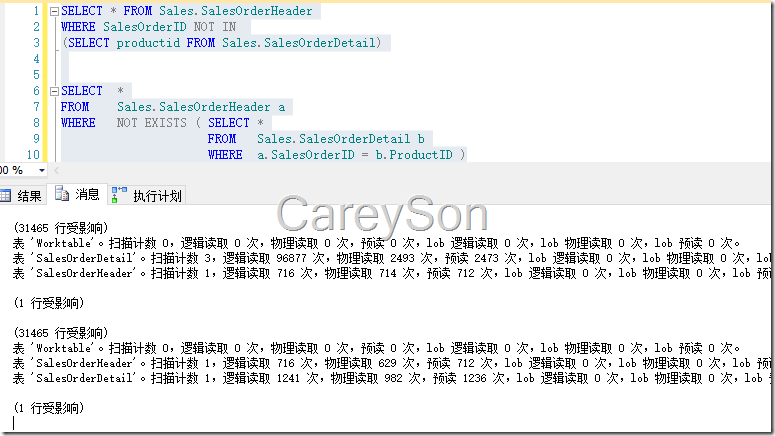 1 SELECT * FROM Sales.SalesOrderHeader
2 WHERE SalesOrderID NOT IN
3 (SELECT productid FROM Sales.SalesOrderDetail)
4
5
6 SELECT *
7 FROM Sales.SalesOrderHeader a
8 WHERE NOT EXISTS ( SELECT *
9 FROM Sales.SalesOrderDetail b
10 WHERE a.SalesOrderID = b.ProductID )
00 %
结果 消息 执行计划
CareySon
(31465 行受影响)
表 'Worktable'。扫描计数 0，逻辑读取 0 次，物理读取 0 次，预读 0 次，lob 逻辑读取 0 次，lob 物理读取 0 次，lob 预读 0 次。
表 'SalesOrderDetail'。扫描计数 3，逻辑读取 96877 次，物理读取 2493 次，预读 2473 次，lob 逻辑读取 0 次，lob 物理读取 0 次，lob
表 'SalesOrderHeader'。扫描计数 1，逻辑读取 716 次，物理读取 714 次，预读 712 次，lob 逻辑读取 0 次，lob 物理读取 0 次，lob 预
(1 行受影响)
(31465 行受影响)
表 'Worktable'。扫描计数 0，逻辑读取 0 次，物理读取 0 次，预读 0 次，lob 逻辑读取 0 次，lob 物理读取 0 次，lob 预读 0 次。
表 'SalesOrderHeader'。扫描计数 1，逻辑读取 716 次，物理读取 629 次，预读 712 次，lob 逻辑读取 0 次，lob 物理读取 0 次，lob 预
表 'SalesOrderDetail'。扫描计数 1，逻辑读取 1241 次，物理读取 982 次，预读 1236 次，lob 逻辑读取 0 次，lob 物理读取 0 次，lob 预
(1 行受影响)